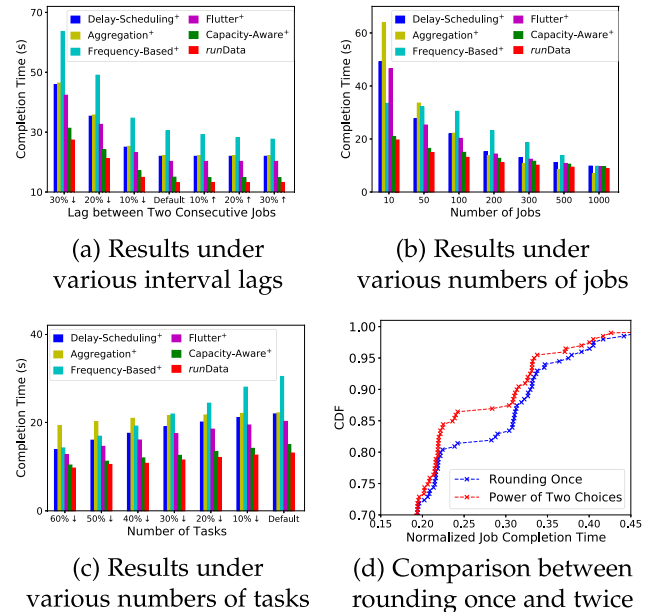 70
50
30
10
Completion Time (s)
Delay-Scheduling+
Aggregation+
Frequency-Based+
Flutter+
Capacity-Aware+
runData
30% ↓ 20% ↓ 10% ↓ Default 10% ↑ 20% ↑ 30% ↑
Lag between Two Consecutive Jobs
(a) Results under
various interval lags
60
40
20
0
Completion Time (s)
Delay-Scheduling+
Aggregation+
Frequency-Based+
Flutter+
Capacity-Aware+
runData
10 50 100 200 300 500 1000
Number of Jobs
(b) Results under
various numbers of jobs
40
20
0
Completion Time (s)
Delay-Scheduling+
Aggregation+
Frequency-Based+
Flutter+
Capacity-Aware+
runData
60% ↓ 50% ↓ 40% ↓ 30% ↓ 20% ↓ 10% ↓ Default
Number of Tasks
(c) Results under
various numbers of tasks
1.00
0.95
0.90
0.85
0.80
0.75
0.70
CDF
Rounding Once
Power of Two Choices
0.15 0.20 0.25 0.30 0.35 0.40 0.45
Normalized Job Completion Time
(d) Comparison between
rounding once and twice